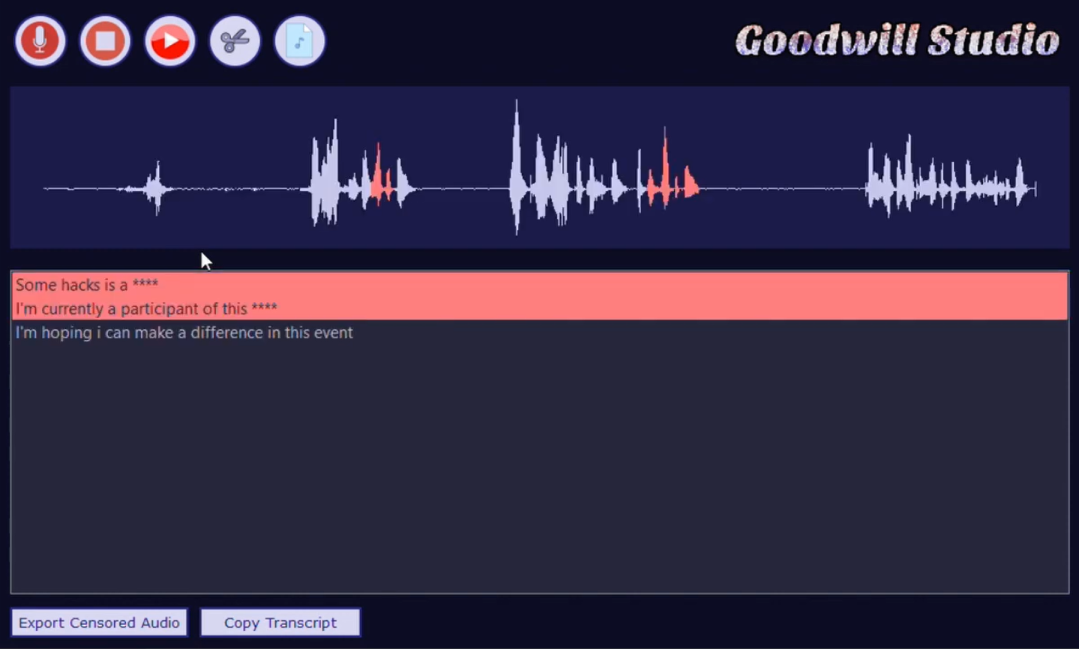 Goodwill Studio
Some hacks is a ****
I'm currently a participant of this ****
I'm hoping i can make a difference in this event
Export Censored Audio
Copy Transcript